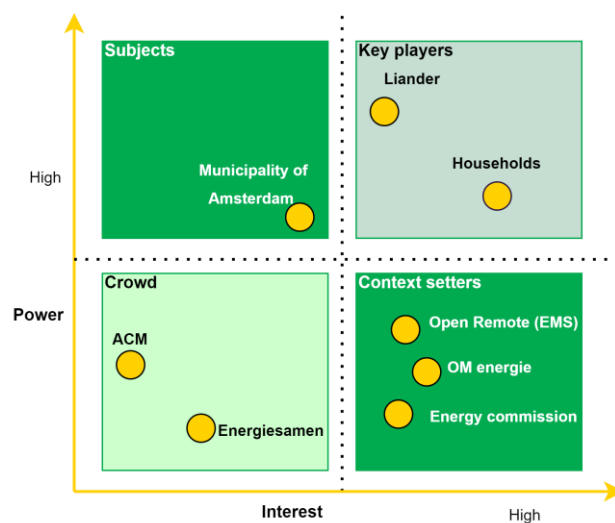 Subjects
Key players
Liander
High
Municipality of
Amsterdam
Households
Crowd
Context setters
Power
ACM
Open Remote (EMS)
OM energie
Energiesamen
Energy commission
Interest
High